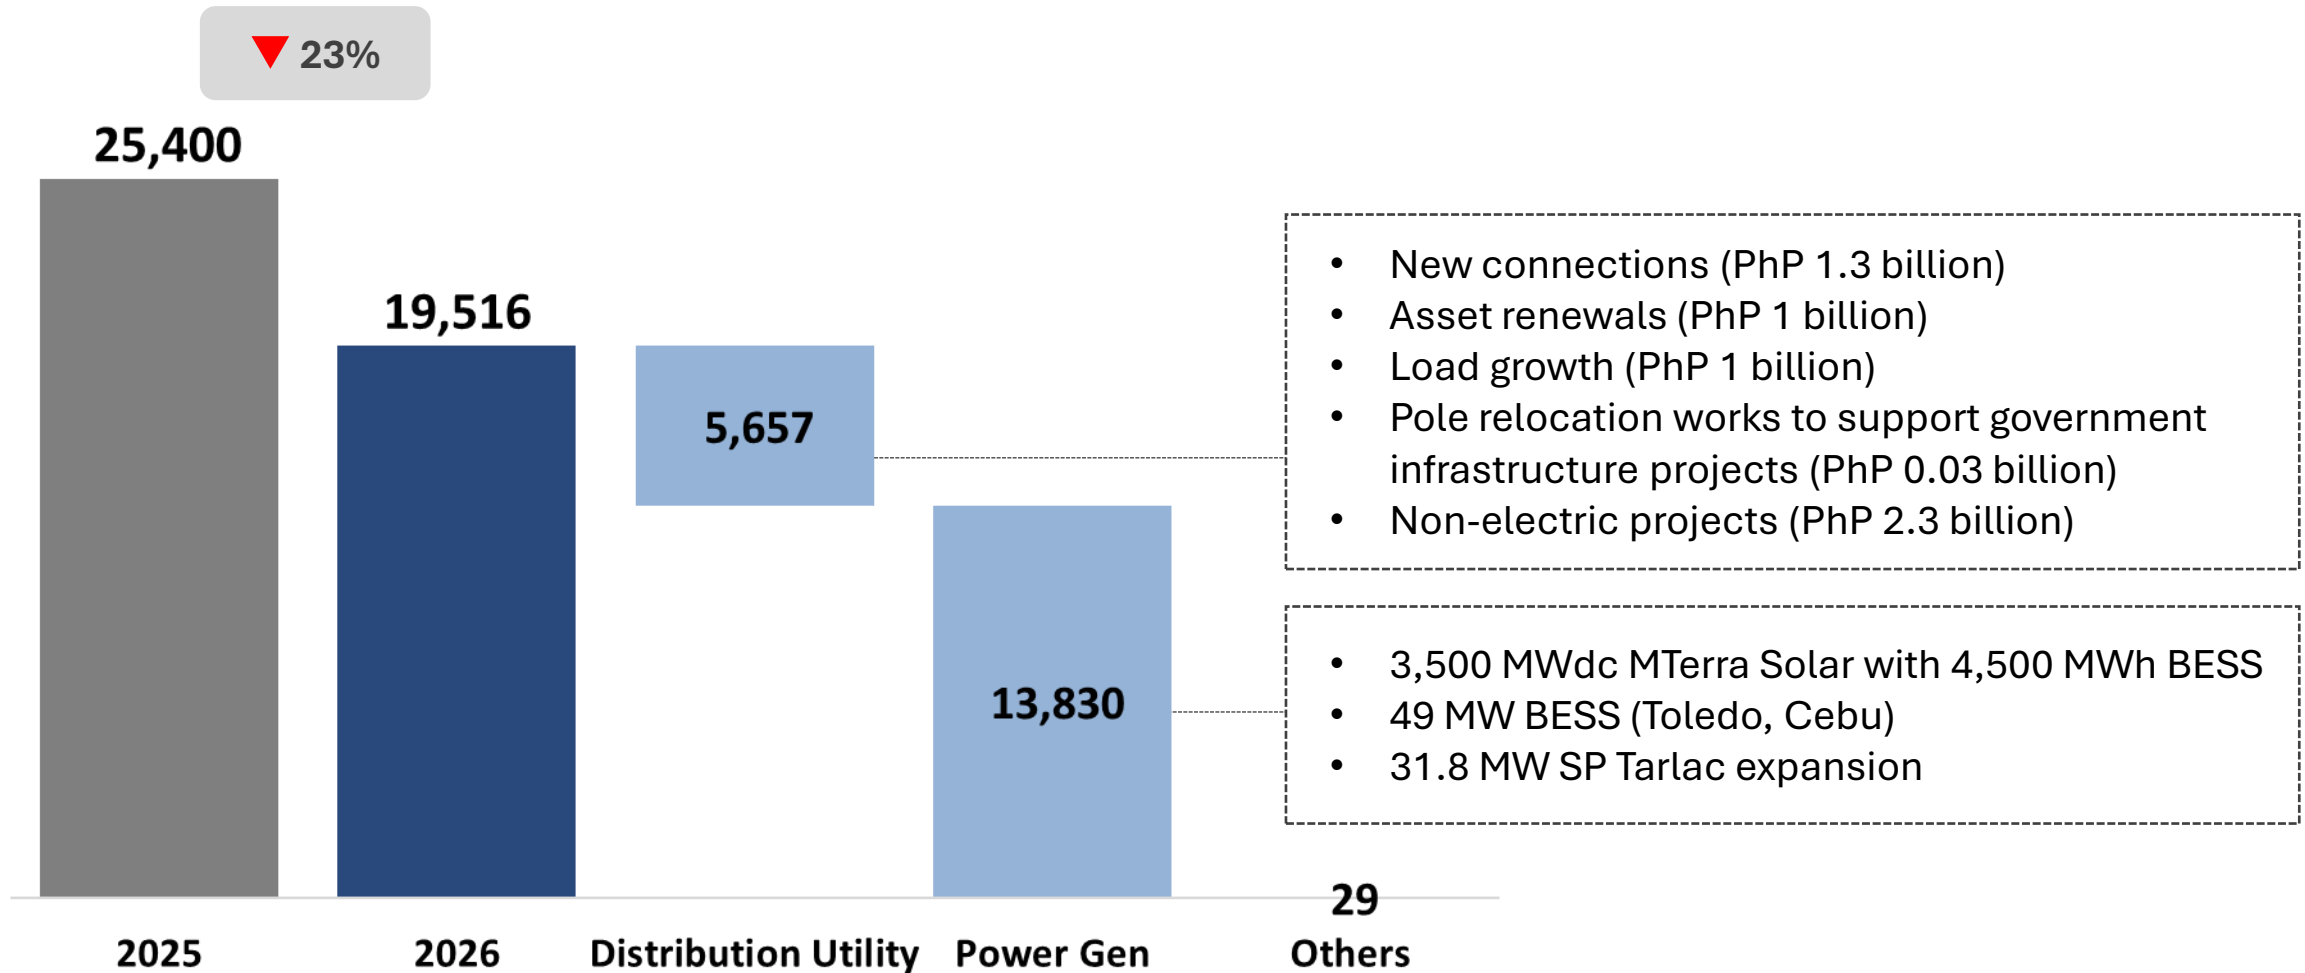 ▼ 23%
25,400
19,516
5,657
13,830
29
2025
2026
Distribution Utility
Power Gen
Others
• New connections (PhP 1.3 billion)
• Asset renewals (PhP 1 billion)
• Load growth (PhP 1 billion)
• Pole relocation works to support government
infrastructure projects (PhP 0.03 billion)
• Non-electric projects (PhP 2.3 billion)
• 3,500 MWdc MTerra Solar with 4,500 MWh BESS
• 49 MW BESS (Toledo, Cebu)
• 31.8 MW SP Tarlac expansion